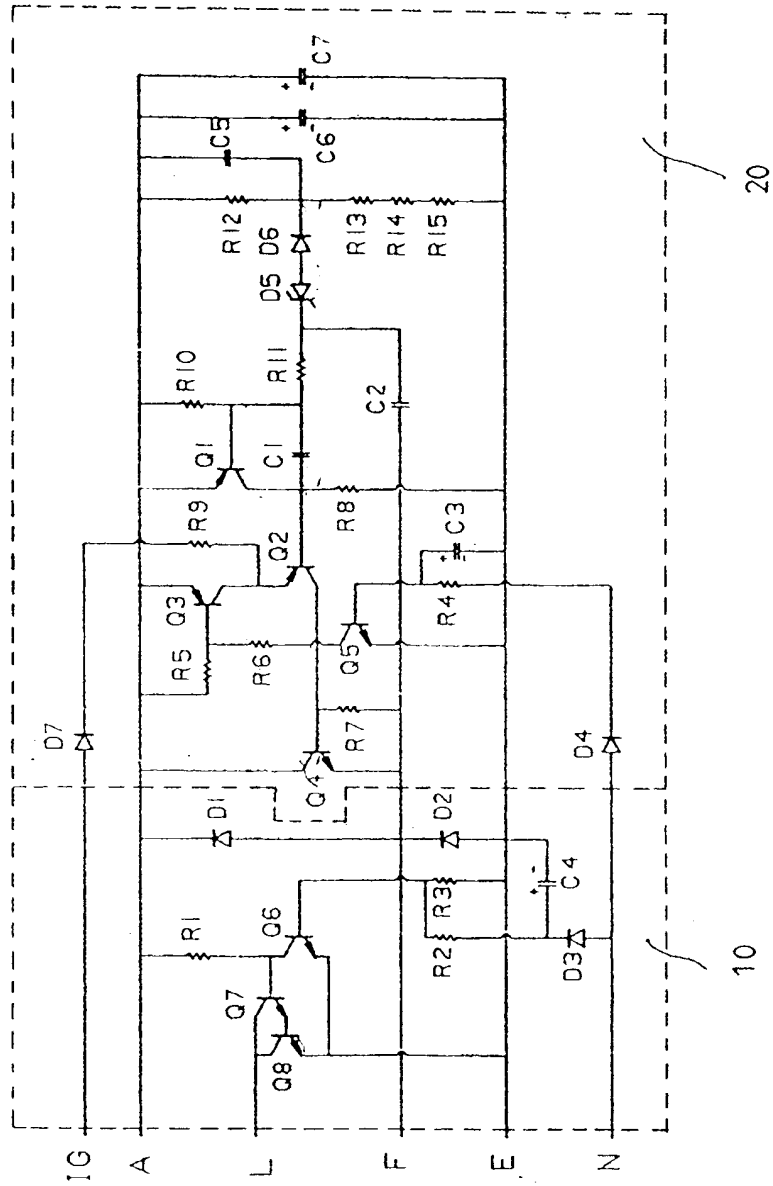 IG
A
L
F
E
N
10
20
D7
D1
D2
D3
D4
D5
D6
R1
R2
R3
R4
R5
R6
R7
R8
R9
R10
R11
R12
R13
R14
R15
Q1
Q2
Q3
Q4
Q5
Q6
Q7
Q8
C1
C2
C3
C4
C5
C6
C7
+ -
+ -
+ -
+ -